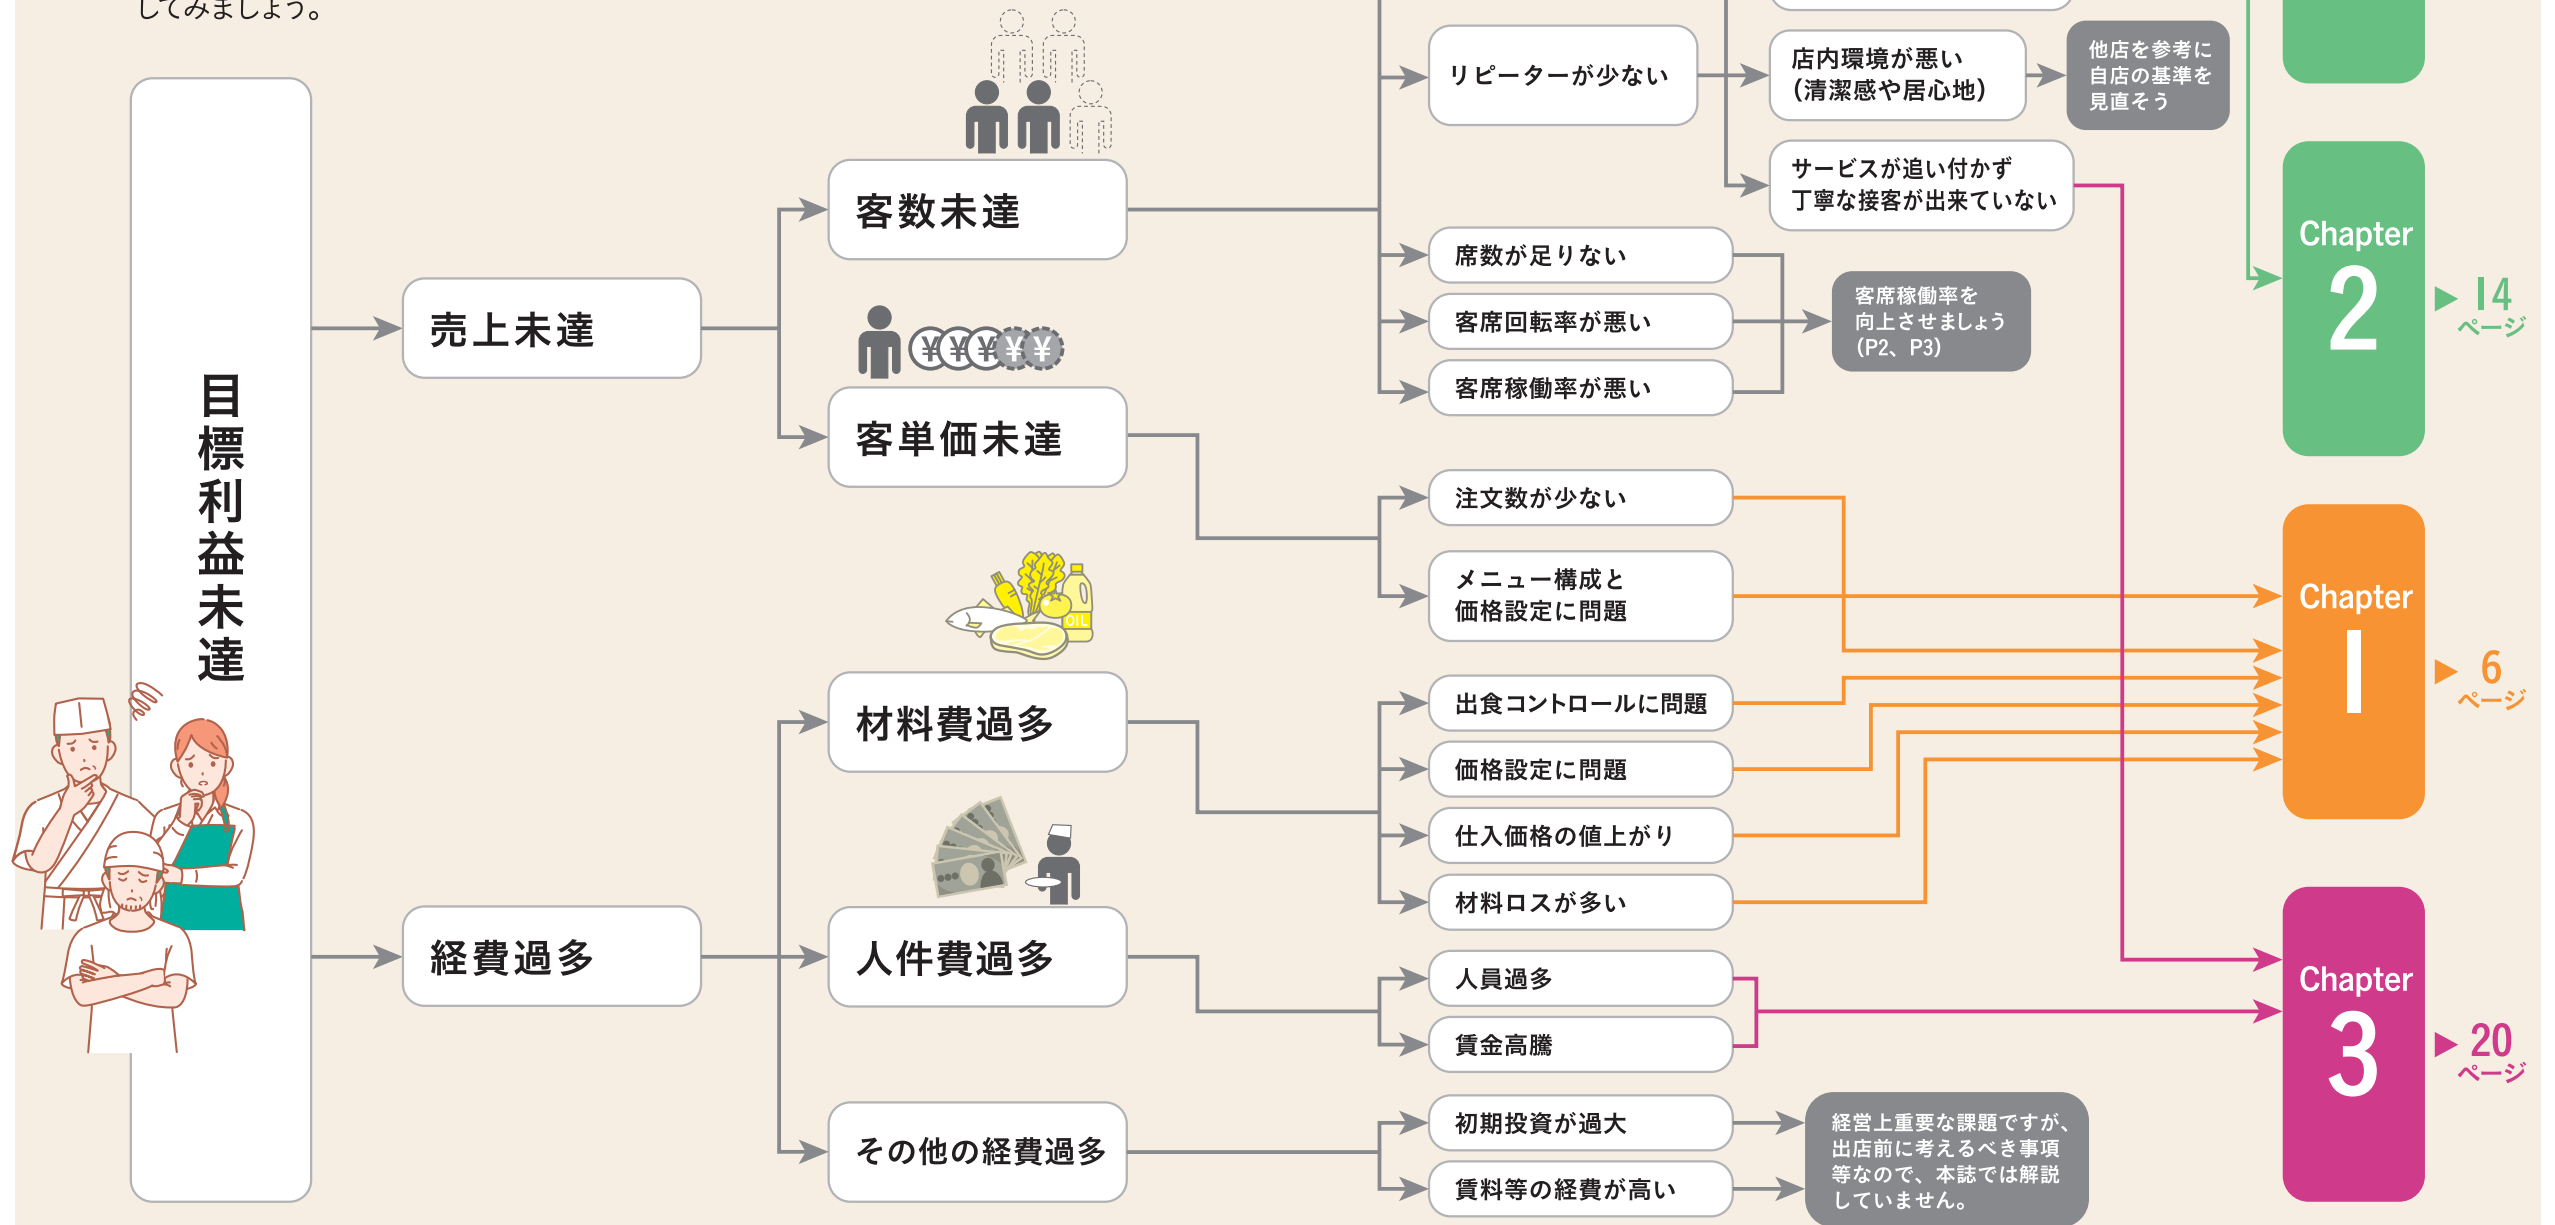 してみましょう。
目標利益未達
売上未達
経費過多
客数未達
¥¥¥¥¥
客単価未達
OIL
材料費過多
人件費過多
その他の経費過多
リピーターが少ない
店内環境が悪い
（清潔感や居心地）
他店を参考に
自店の基準を
見直そう
サービスが追い付かず
丁寧な接客が出来ていない
席数が足りない
客席回転率が悪い
客席稼働率が悪い
客席稼働率を
向上させましょう
（P2、P3）
注文数が少ない
メニュー構成と
価格設定に問題
出食コントロールに問題
価格設定に問題
仕入価格の値上がり
材料ロスが多い
人員過多
賃金高騰
初期投資が過大
賃料等の経費が高い
経営上重要な課題ですが、
出店前に考えるべき事項
等なので、本誌では解説
していません。
Chapter
2
14
ページ
Chapter
1
6
ページ
Chapter
3
20
ページ